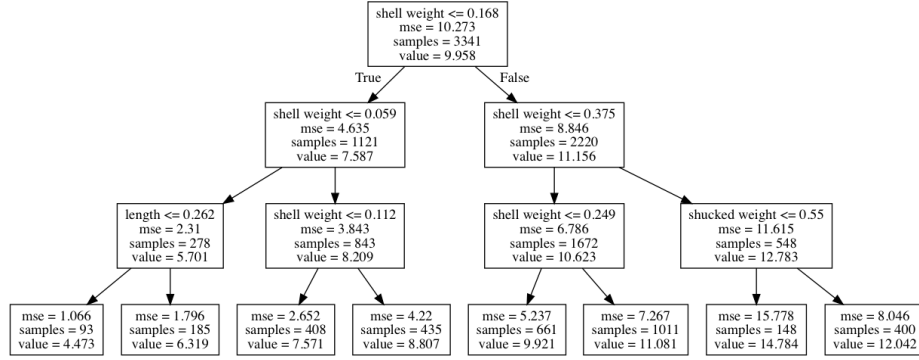 shell weight <= 0.168
mse = 10.273
samples = 3341
value = 9.958
True
False
shell weight <= 0.059
mse = 4.635
samples = 1121
value = 7.587
shell weight <= 0.375
mse = 8.846
samples = 2220
value = 11.156
length <= 0.262
mse = 2.31
samples = 278
value = 5.701
shell weight <= 0.112
mse = 3.843
samples = 843
value = 8.209
shell weight <= 0.249
mse = 6.786
samples = 1672
value = 10.623
shucked weight <= 0.55
mse = 11.615
samples = 548
value = 12.783
mse = 1.066
samples = 93
value = 4.473
mse = 1.796
samples = 185
value = 6.319
mse = 2.652
samples = 408
value = 7.571
mse = 4.22
samples = 435
value = 8.807
mse = 5.237
samples = 661
value = 9.921
mse = 7.267
samples = 1011
value = 11.081
mse = 15.778
samples = 148
value = 14.784
mse = 8.046
samples = 400
value = 12.042